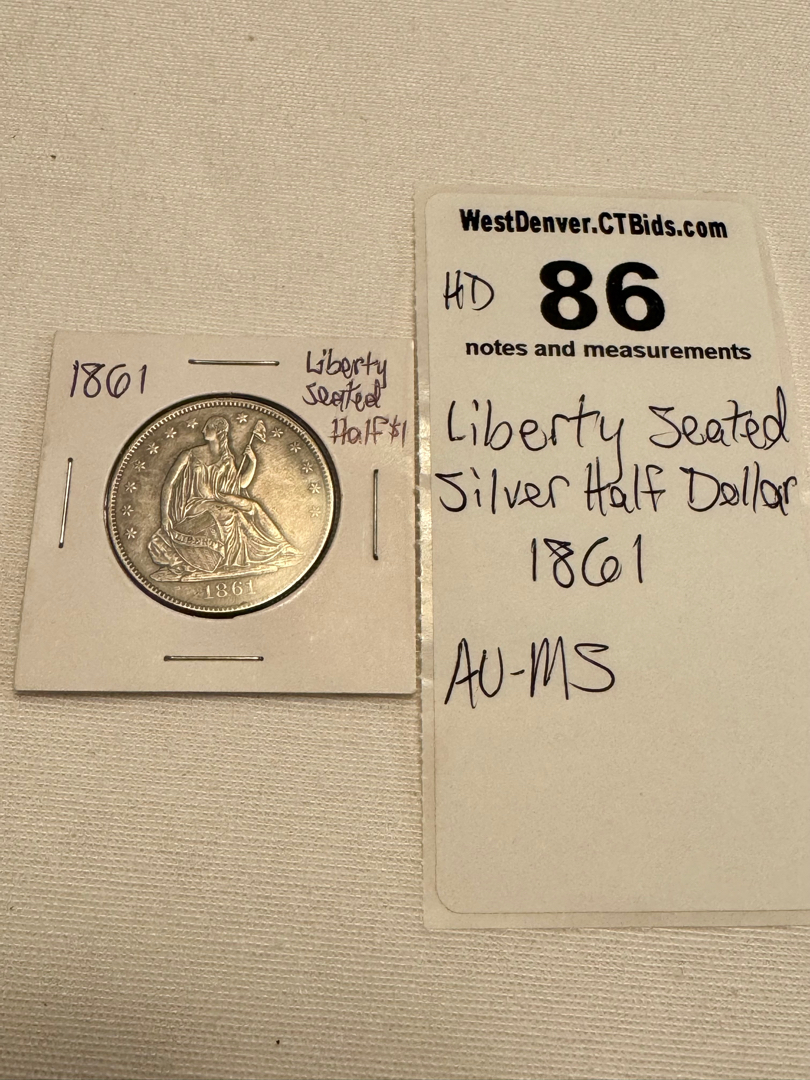 WestDenver.CTBids.com
HD 86
notes and measurements
Liberty Seated
Silver Half Dollar
1861
AU-MS
1861
Liberty
Seated
Half $1
LIBERTY
1861